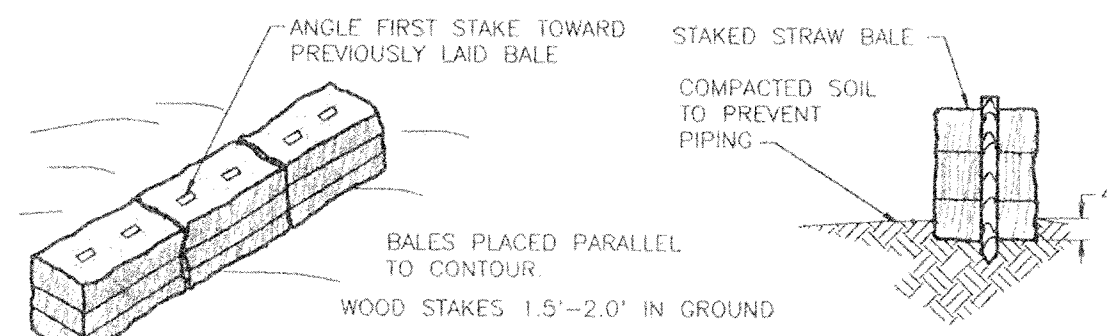 ANGLE FIRST STAKE TOWARD
PREVIOUSLY LAID BALE
STAKED STRAW BALE
COMPACTED SOIL
TO PREVENT
PIPING
BALES PLACED PARALLEL
TO CONTOUR.
WOOD STAKES 1.5'-2.0' IN GROUND